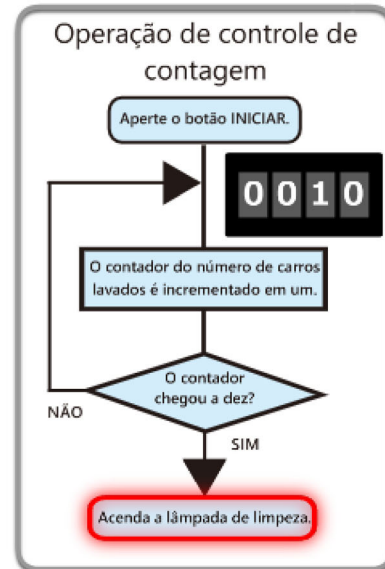 Operação de controle de
contagem
Aperte o botão INICIAR.
0010
O contador do número de carros
lavados é incrementado em um.
O contador
chegou a dez?
NÃO
SIM
Acenda a lâmpada de limpeza.